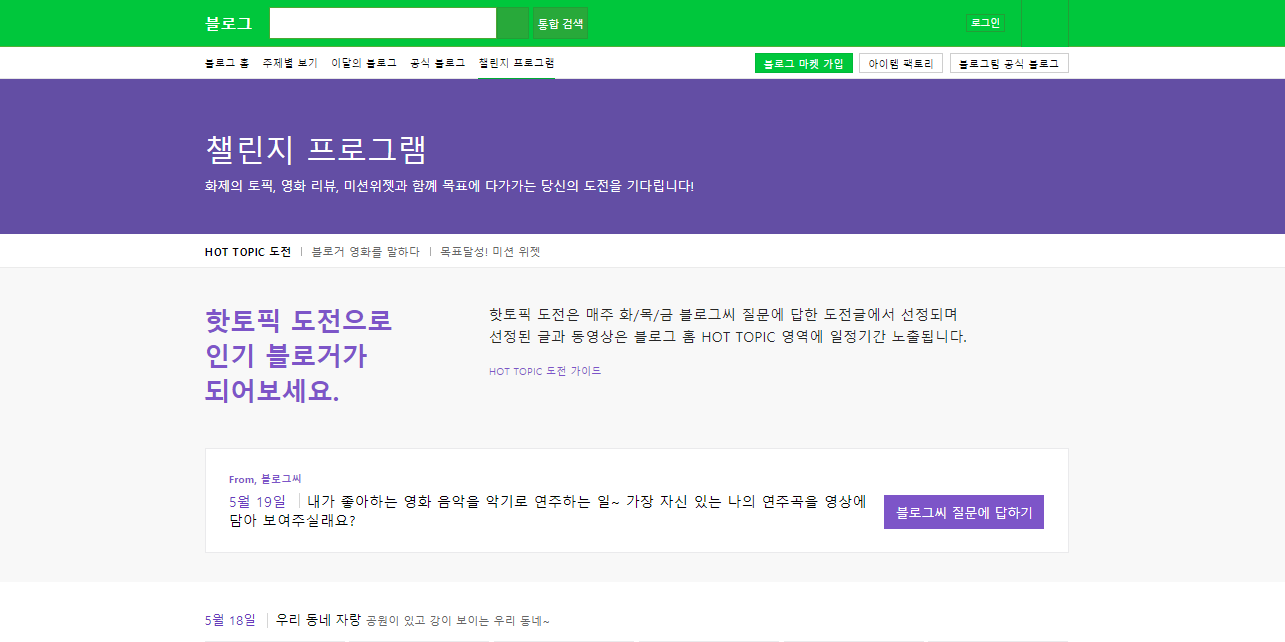 블로그
통합 검색
로그인
블로그 홈 주제별 보기 이달의 블로그 공식 블로그 챌린지 프로그램
블로그 마켓 가입 아이템 팩토리 블로그팀 공식 블로그
챌린지 프로그램
화제의 토픽, 영화 리뷰, 미션위젯과 함께 목표에 다가가는 당신의 도전을 기다립니다!
HOT TOPIC 도전 블로거 영화를 말하다 목표달성! 미션 위젯
핫토픽 도전으로
인기 블로거가
되어보세요.
핫토픽 도전은 매주 화/목/금 블로그씨 질문에 답한 도전글에서 선정되며
선정된 글과 동영상은 블로그 홈 HOT TOPIC 영역에 일정기간 노출됩니다.
HOT TOPIC 도전 가이드
From, 블로그씨
5월 19일 내가 좋아하는 영화 음악을 악기로 연주하는 일~ 가장 자신 있는 나의 연주곡을 영상에
담아 보여주실래요?
블로그씨 질문에 답하기
5월 18일 우리 동네 자랑 공원이 있고 강이 보이는 우리 동네~